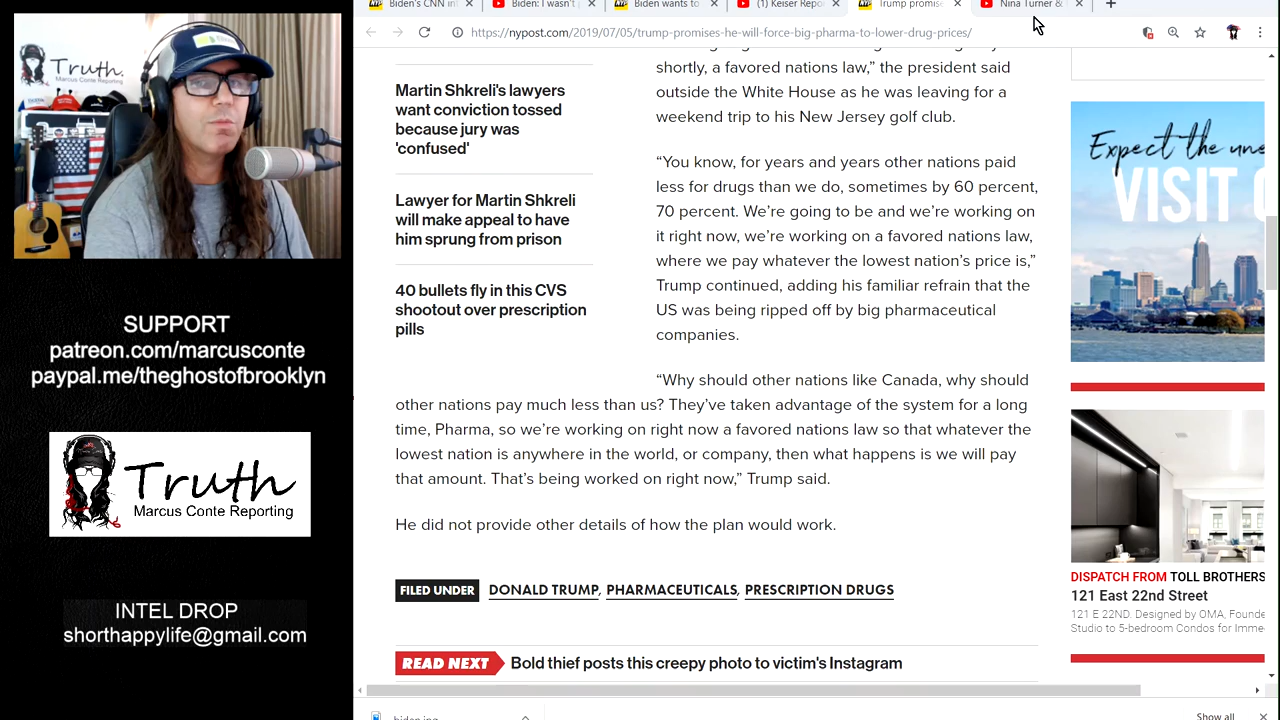 Biden's CNN in
Biden: I wasn't
Biden wants to
(1) Keiser Repo
Trump promise
Nina Turner &
https://nypost.com/2019/07/05/trump-promises-he-will-force-big-pharma-to-lower-drug-prices/
Truth.
Marcus Conte Reporting
SUPPORT
patreon.com/marcusconte
paypal.me/theghostofbrooklyn
Truth
Marcus Conte Reporting
INTEL DROP
shorthappylife@gmail.com
Martin Shkreli's lawyers
want conviction tossed
because jury was
'confused'
Lawyer for Martin Shkreli
will make appeal to have
him sprung from prison
40 bullets fly in this CVS
shootout over prescription
pills
shortly, a favored nations law,” the president said
outside the White House as he was leaving for a
weekend trip to his New Jersey golf club.
“You know, for years and years other nations paid
less for drugs than we do, sometimes by 60 percent,
70 percent. We’re going to be and we’re working on
it right now, we’re working on a favored nations law,
where we pay whatever the lowest nation’s price is,”
Trump continued, adding his familiar refrain that the
US was being ripped off by big pharmaceutical
companies.
“Why should other nations like Canada, why should
other nations pay much less than us? They’ve taken advantage of the system for a long
time, Pharma, so we’re working on right now a favored nations law so that whatever the
lowest nation is anywhere in the world, or company, then what happens is we will pay
that amount. That’s being worked on right now,” Trump said.
He did not provide other details of how the plan would work.
FILED UNDER DONALD TRUMP, PHARMACEUTICALS, PRESCRIPTION DRUGS
READ NEXT Bold thief posts this creepy photo to victim's Instagram
Expect the une
VISIT
DISPATCH FROM TOLL BROTHERS
121 East 22nd Street
121 E 22ND. Designed by OMA, Founde
Studio to 5-bedroom Condos for Imme
biden.jpg
Show all